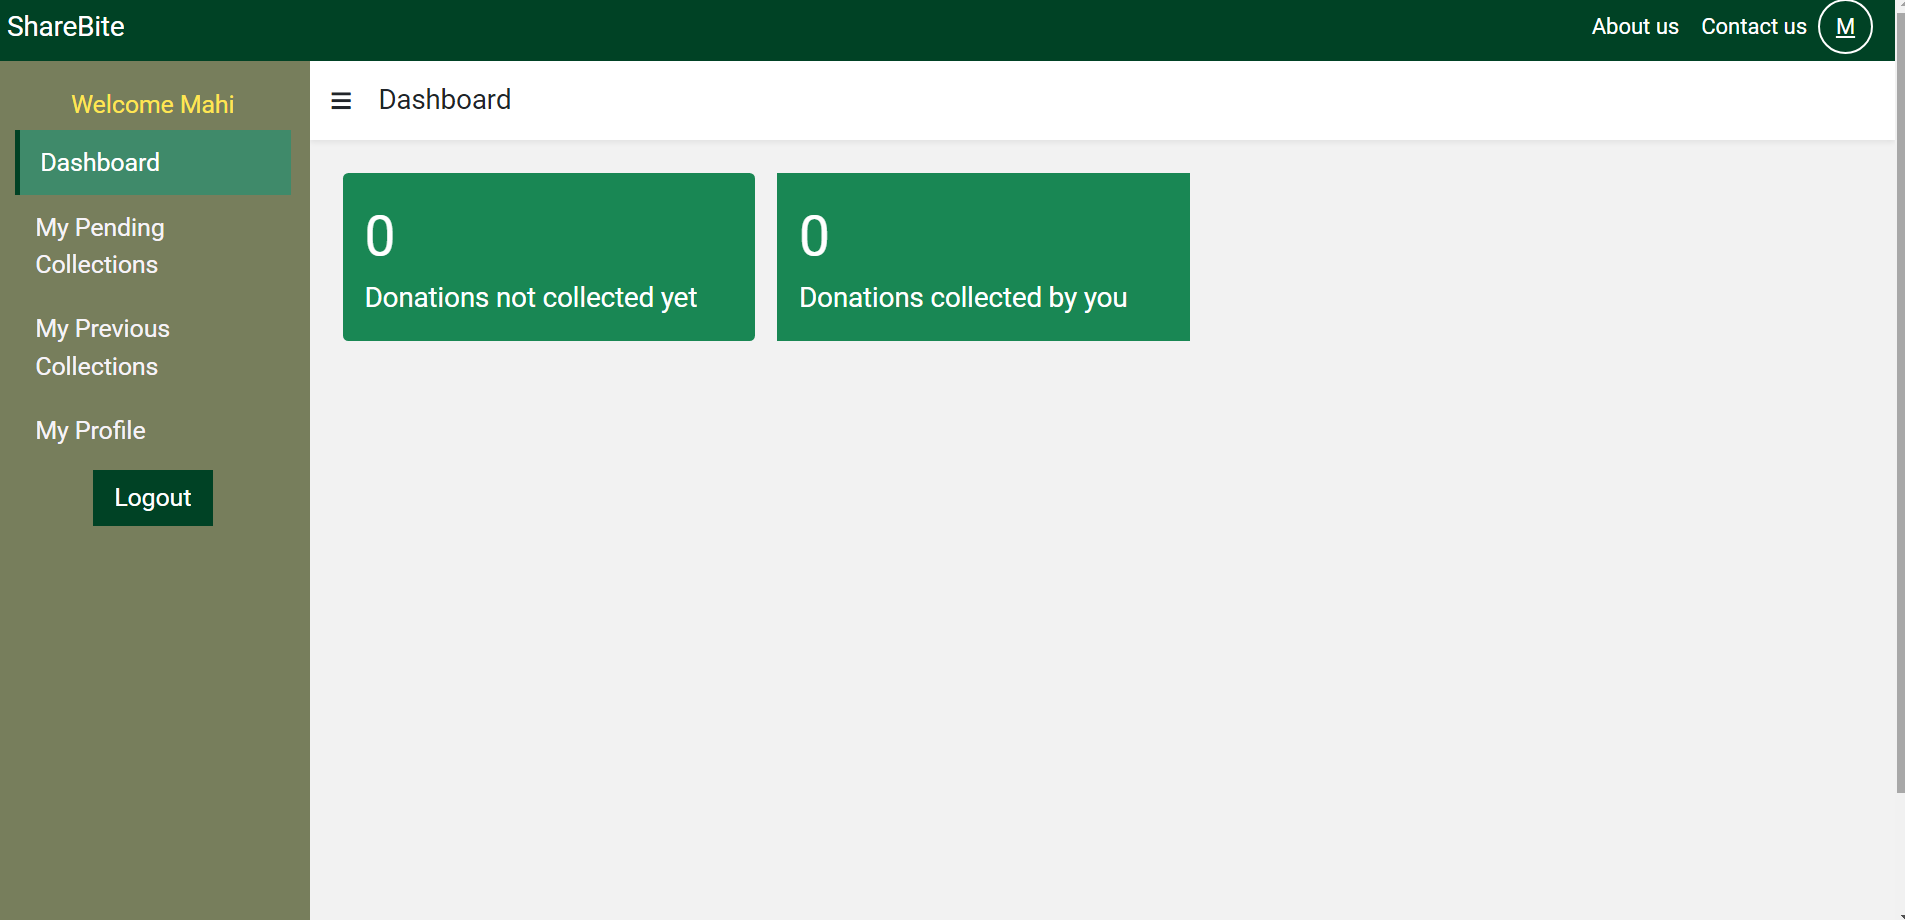 ShareBite
About us
Contact us
M
Welcome Mahi
Dashboard
My Pending
Collections
My Previous
Collections
My Profile
Logout
Dashboard
0
Donations not collected yet
0
Donations collected by you